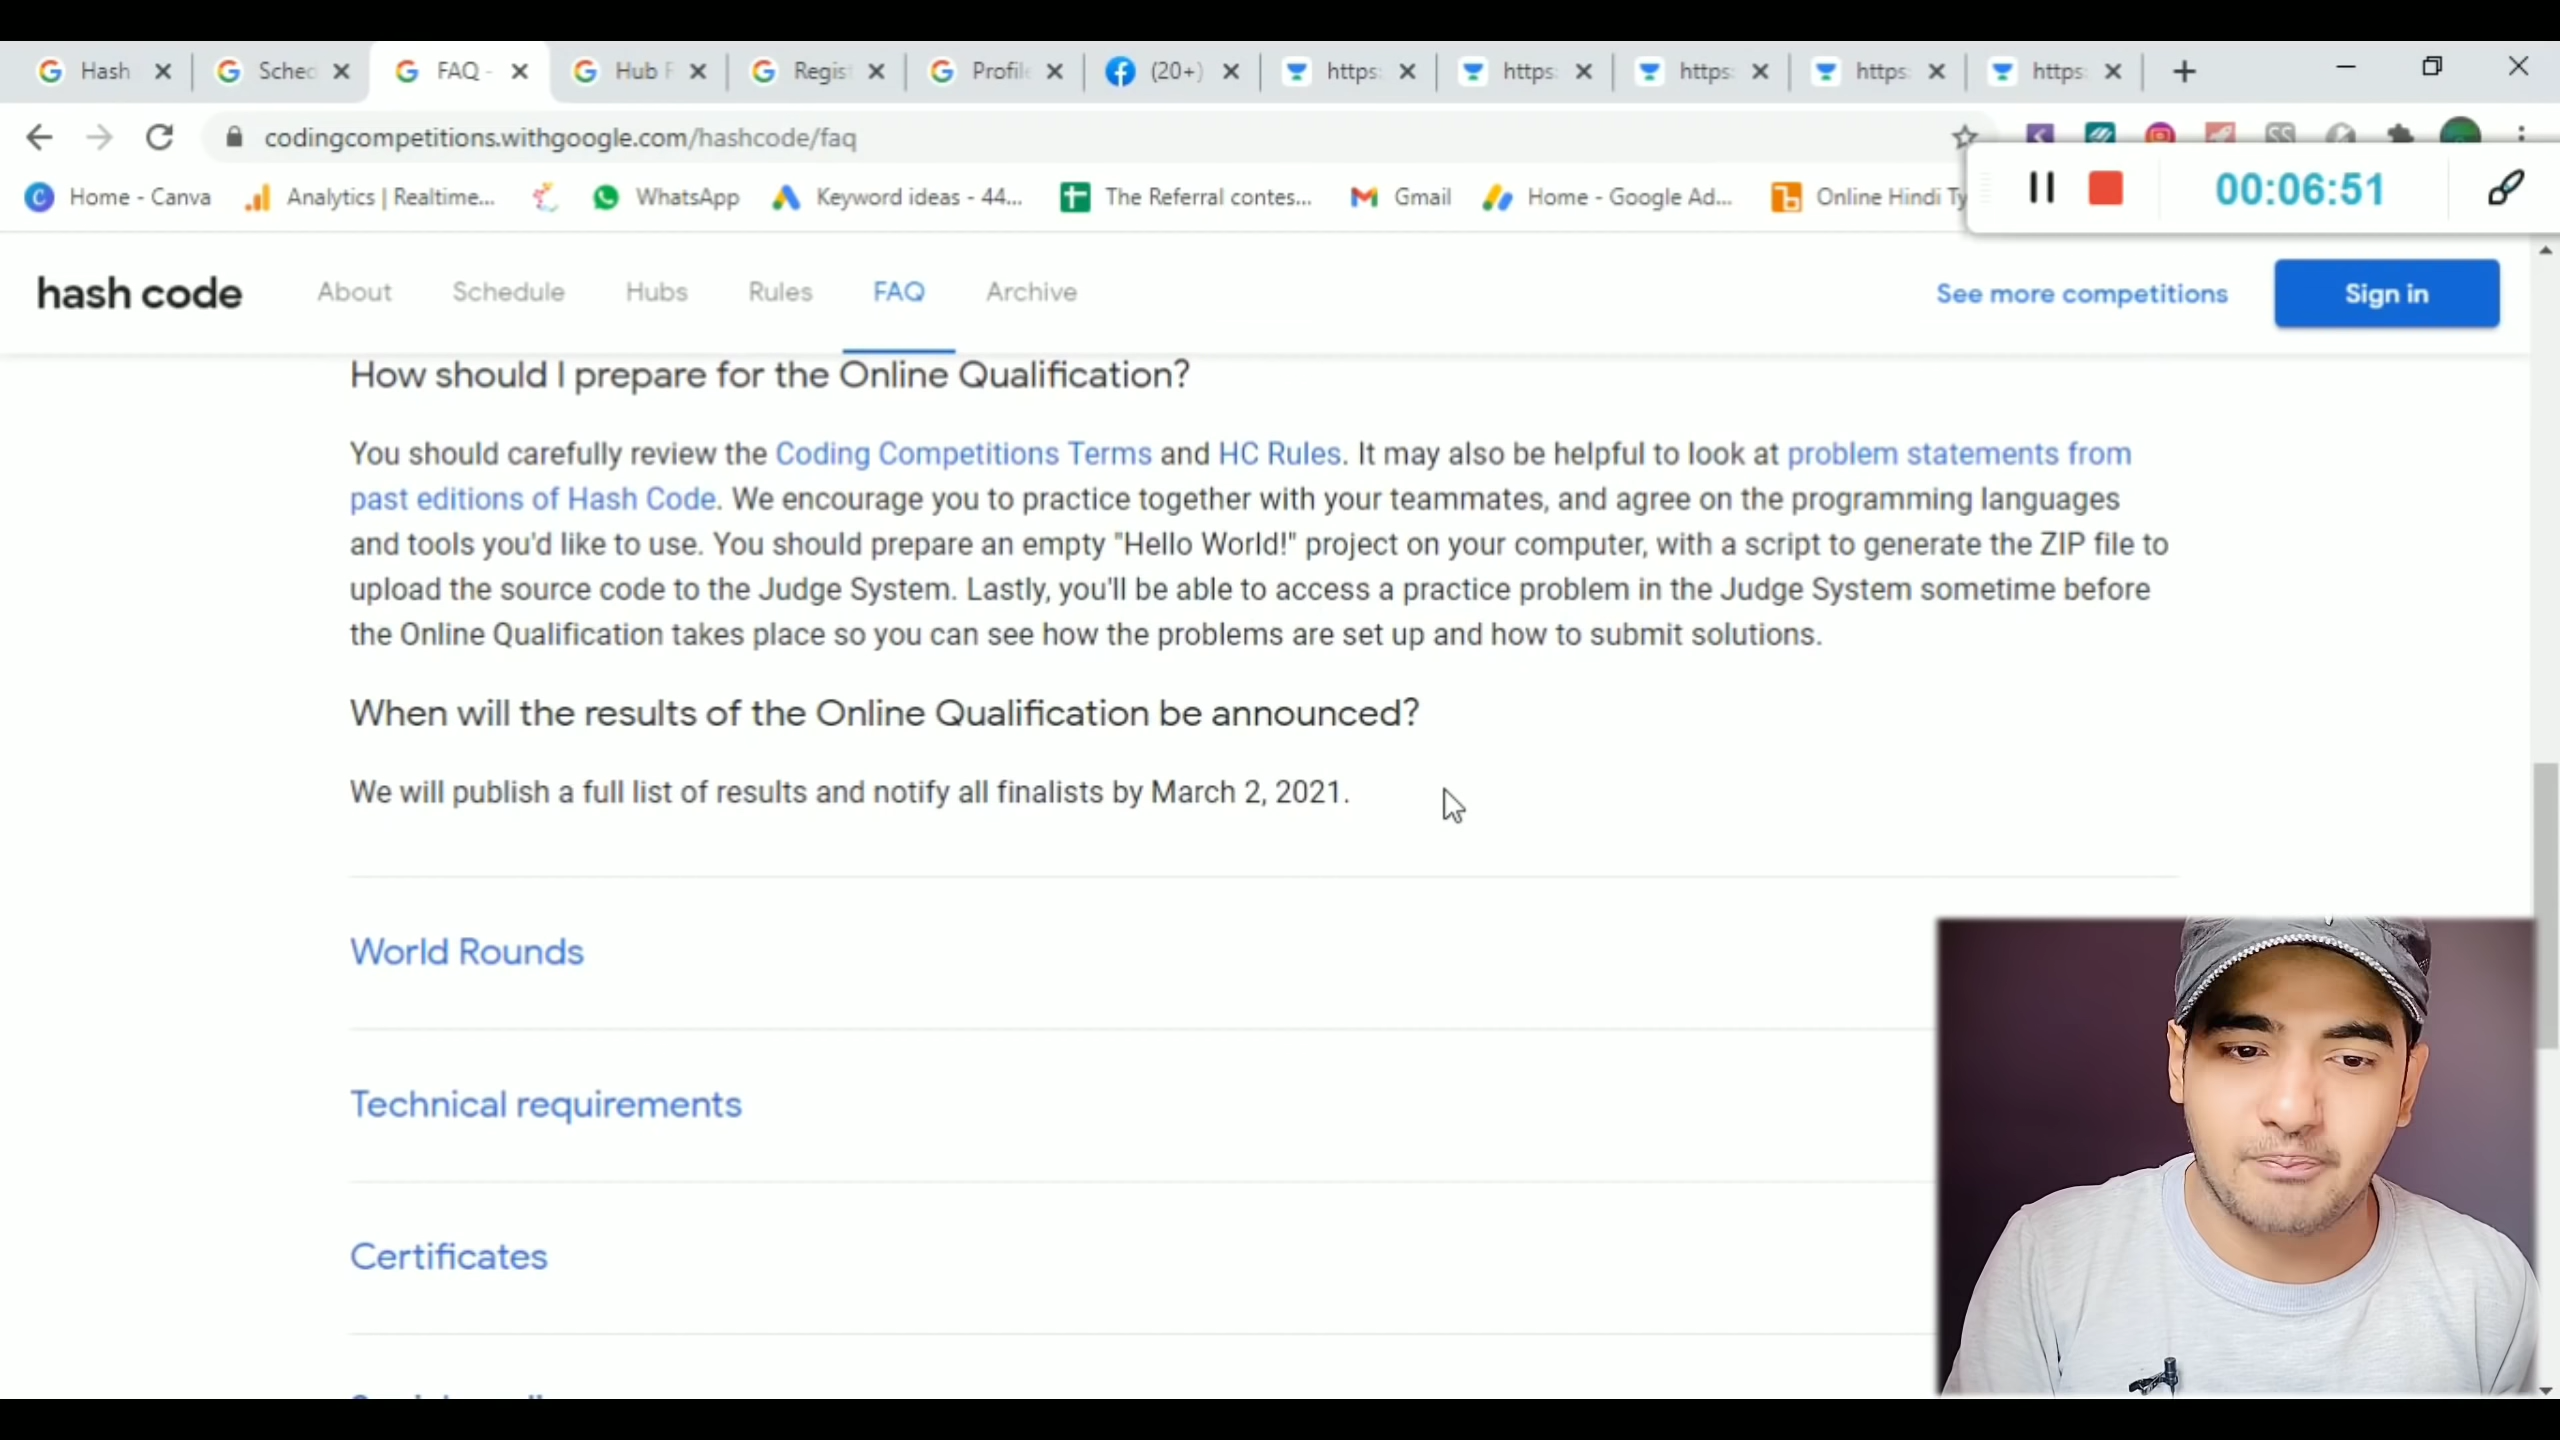 Hash
Sched
FAQ -
Hub F
Regis
Profil
(20+)
https:
https:
https:
https:
https:
codingcompetitions.withgoogle.com/hashcode/faq
Home - Canva
Analytics | Realtime...
WhatsApp
Keyword ideas - 44...
The Referral contes...
Gmail
Home - Google Ad...
Online Hindi Ty
00:06:51
hash code
About
Schedule
Hubs
Rules
FAQ
Archive
See more competitions
Sign in
How should I prepare for the Online Qualification?
You should carefully review the Coding Competitions Terms and HC Rules. It may also be helpful to look at problem statements from
past editions of Hash Code. We encourage you to practice together with your teammates, and agree on the programming languages
and tools you'd like to use. You should prepare an empty "Hello World!" project on your computer, with a script to generate the ZIP file to
upload the source code to the Judge System. Lastly, you'll be able to access a practice problem in the Judge System sometime before
the Online Qualification takes place so you can see how the problems are set up and how to submit solutions.
When will the results of the Online Qualification be announced?
We will publish a full list of results and notify all finalists by March 2, 2021.
World Rounds
Technical requirements
Certificates